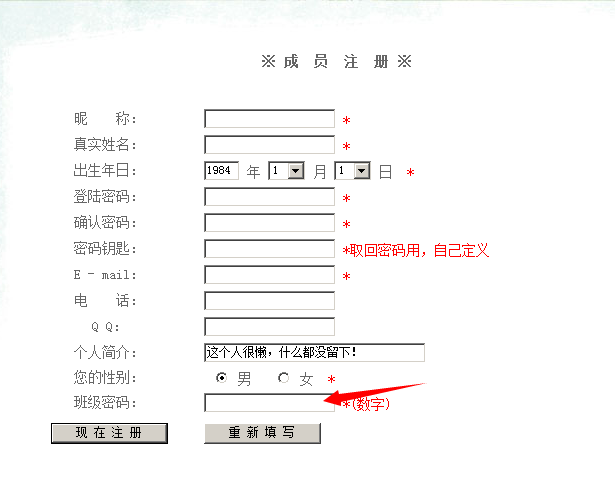 ※ 成 员 注 册 ※
昵 称: *
真实姓名: *
出生年日: 1984 年 1 月 1 日 *
登陆密码: *
确认密码: *
密码钥匙: *取回密码用，自己定义
E - mail: *
电 话:
Q Q:
个人简介: 这个人很懒，什么都没留下!
您的性别: 男 女 *
班级密码: *(数字)
现 在 注 册 重 新 填 写